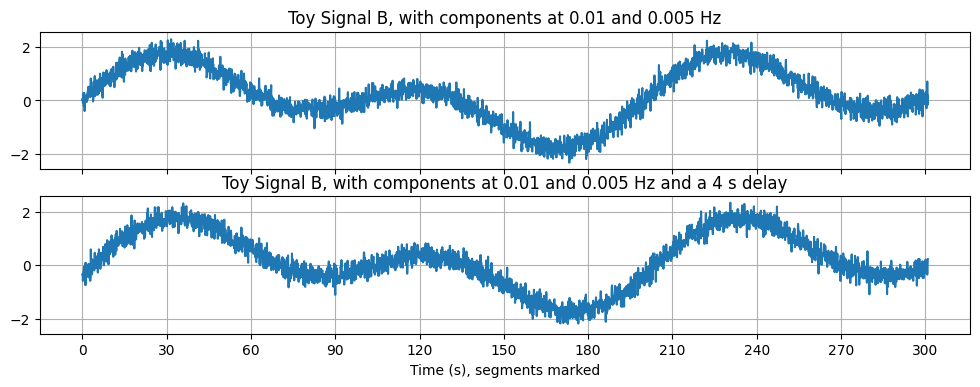 Toy Signal B, with components at 0.01 and 0.005 Hz
2
0
−2
Toy Signal B, with components at 0.01 and 0.005 Hz and a 4 s delay
2
0
−2
0 30 60 90 120 150 180 210 240 270 300
Time (s), segments marked